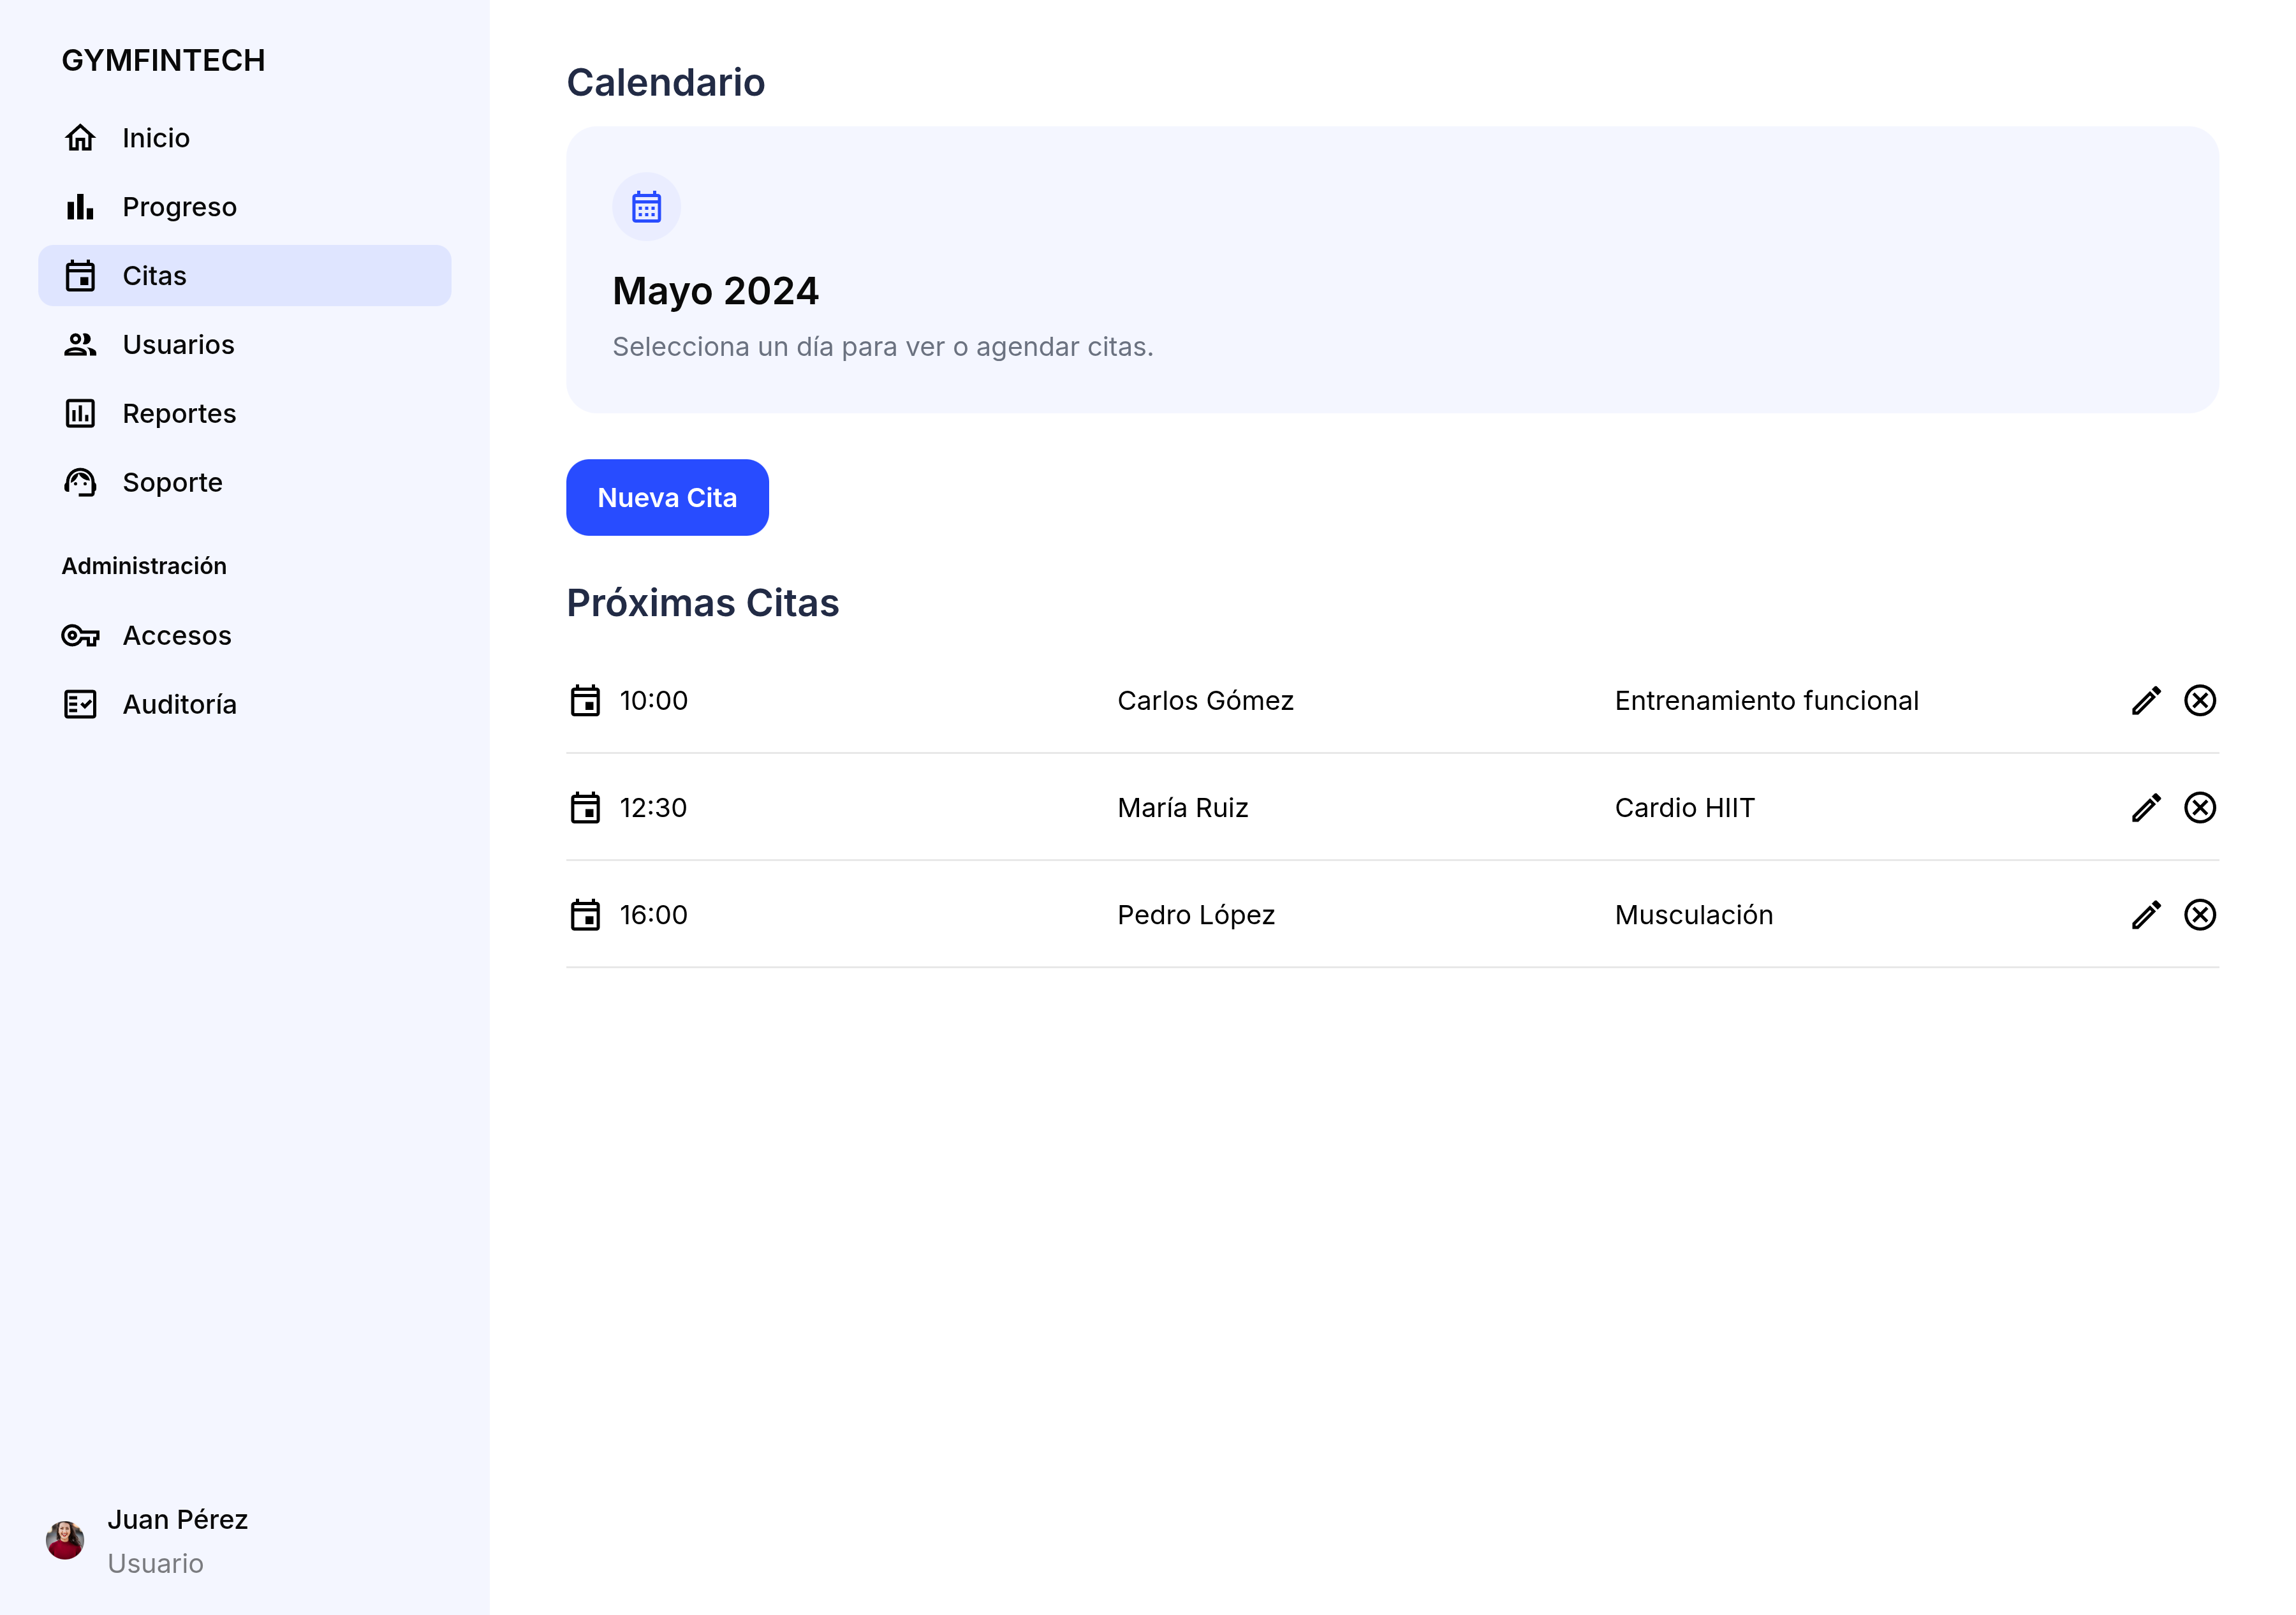 GYMFINTECH
Inicio
Progreso
Citas
Usuarios
Reportes
Soporte
Administración
Accesos
Auditoría
Juan Pérez
Usuario
Calendario
Mayo 2024
Selecciona un día para ver o agendar citas.
Nueva Cita
Próximas Citas
10:00 Carlos Gómez Entrenamiento funcional
12:30 María Ruiz Cardio HIIT
16:00 Pedro López Musculación